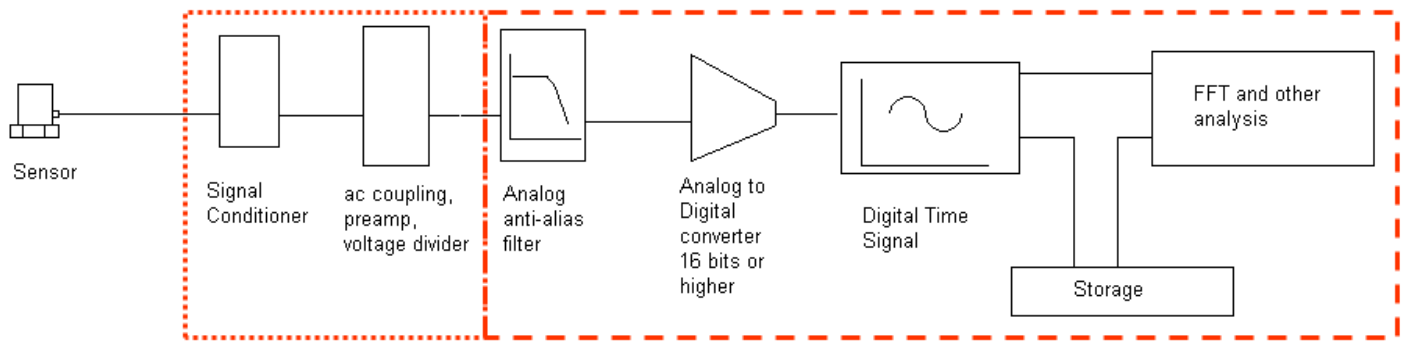 Sensor
Signal
Conditioner
ac coupling,
preamp,
voltage divider
Analog
anti-alias
filter
Analog to
Digital
converter
16 bits or
higher
Digital Time
Signal
FFT and other
analysis
Storage